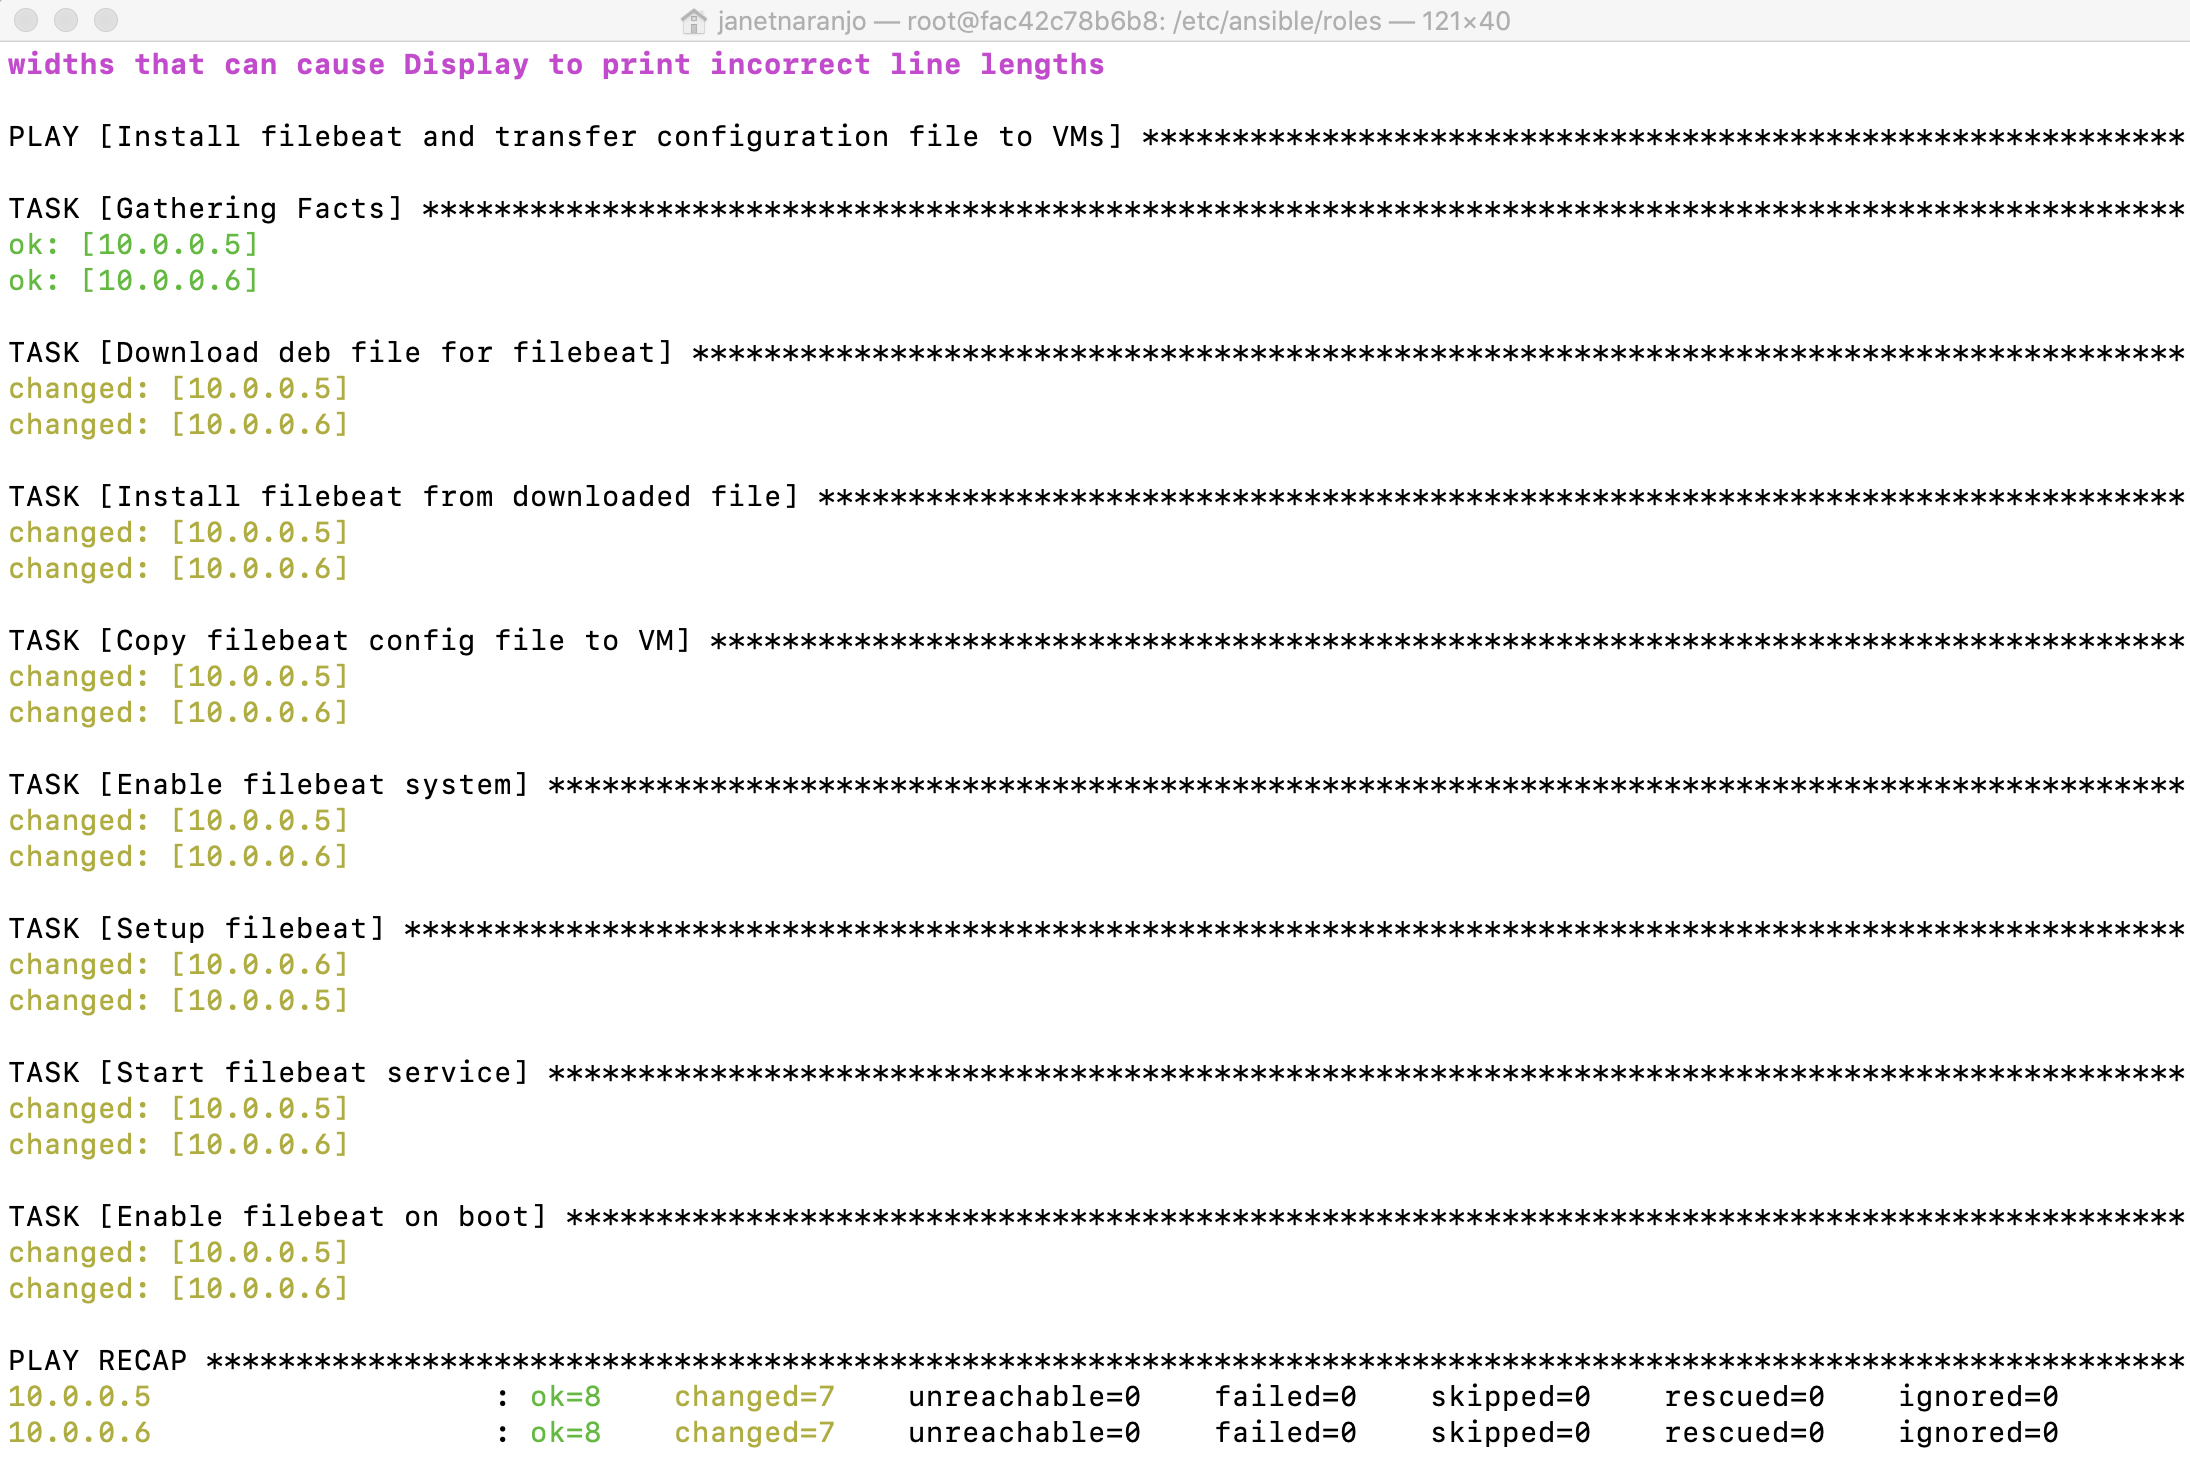 janetnaranjo — root@fac42c78b6b8: /etc/ansible/roles — 121×40
widths that can cause Display to print incorrect line lengths
PLAY [Install filebeat and transfer configuration file to VMs] **********************************************************
TASK [Gathering Facts] **************************************************************************************************
ok: [10.0.0.5]
ok: [10.0.0.6]
TASK [Download deb file for filebeat] ***********************************************************************************
changed: [10.0.0.5]
changed: [10.0.0.6]
TASK [Install filebeat from downloaded file] ****************************************************************************
changed: [10.0.0.5]
changed: [10.0.0.6]
TASK [Copy filebeat config file to VM] **********************************************************************************
changed: [10.0.0.5]
changed: [10.0.0.6]
TASK [Enable filebeat system] *******************************************************************************************
changed: [10.0.0.5]
changed: [10.0.0.6]
TASK [Setup filebeat] ***************************************************************************************************
changed: [10.0.0.6]
changed: [10.0.0.5]
TASK [Start filebeat service] *******************************************************************************************
changed: [10.0.0.5]
changed: [10.0.0.6]
TASK [Enable filebeat on boot] ******************************************************************************************
changed: [10.0.0.5]
changed: [10.0.0.6]
PLAY RECAP **************************************************************************************************************
10.0.0.5                   : ok=8    changed=7    unreachable=0    failed=0    skipped=0    rescued=0    ignored=0
10.0.0.6                   : ok=8    changed=7    unreachable=0    failed=0    skipped=0    rescued=0    ignored=0